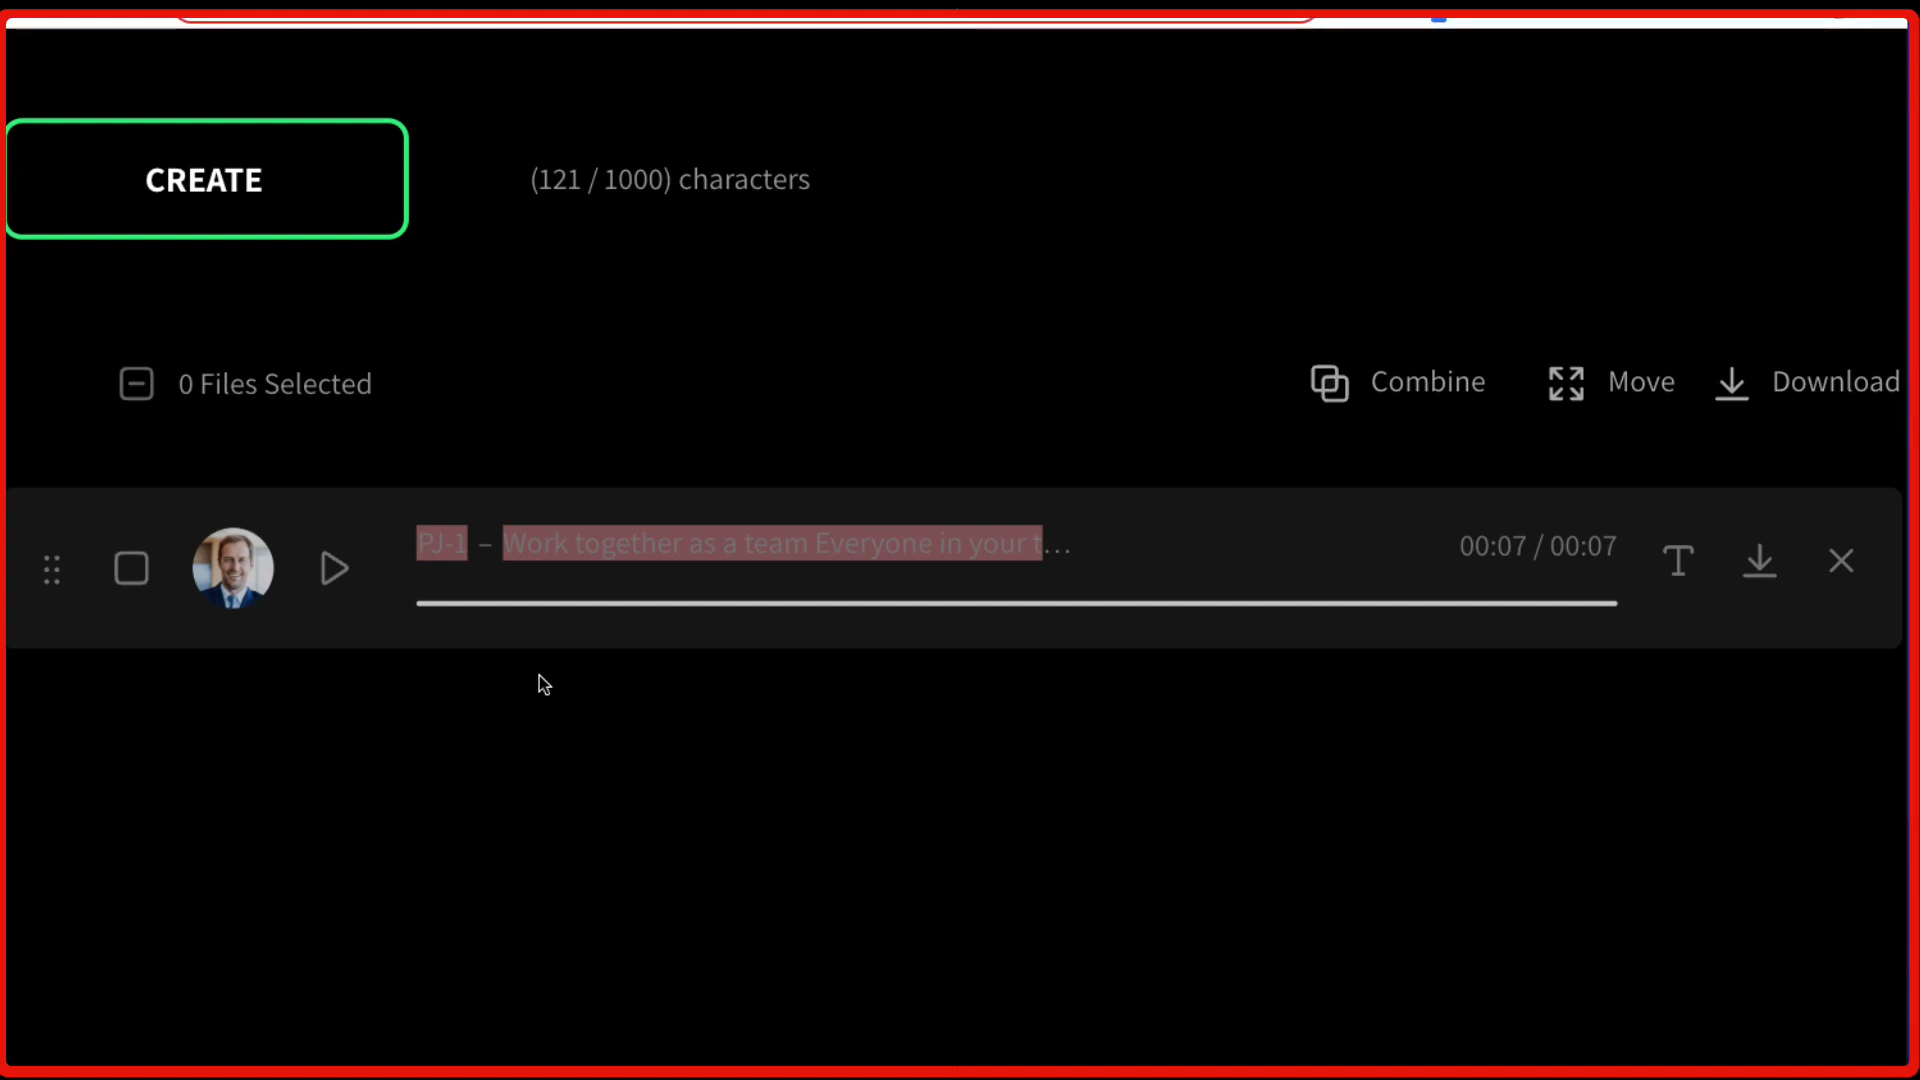 CREATE
(121 / 1000) characters
0 Files Selected
Combine
Move
Download
PJ-1 – Work together as a team Everyone in your t...
00:07 / 00:07